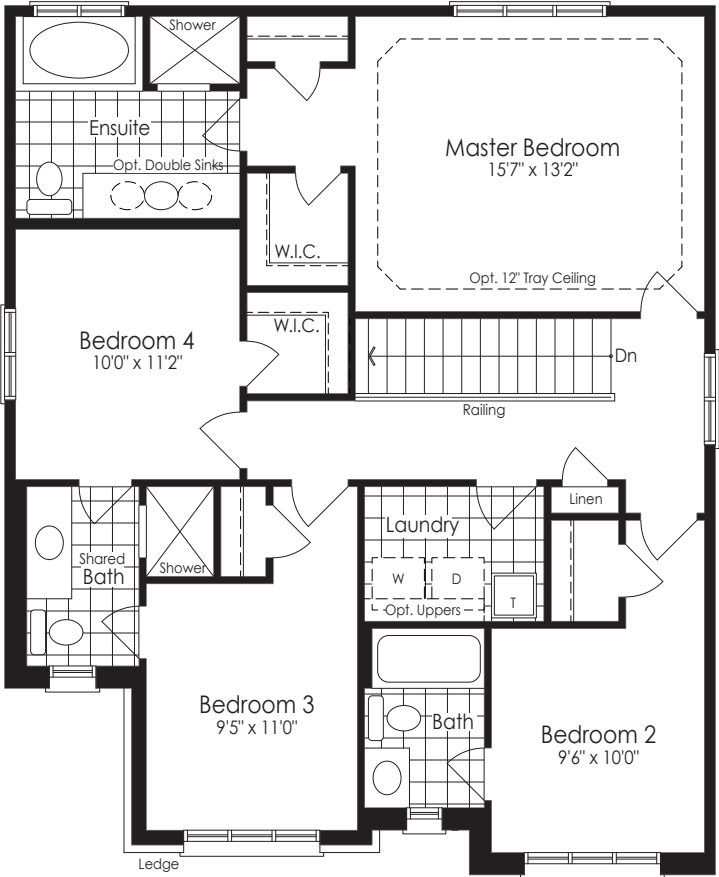 Shower
Ensuite
Opt. Double Sinks
Master Bedroom
15'7" x 13'2"
W.I.C.
Opt. 12" Tray Ceiling
W.I.C.
Bedroom 4
10'0" x 11'2"
Dn
Railing
Linen
Laundry
Shared
Bath
Shower
W
D
T
Opt. Uppers
Bedroom 3
9'5" x 11'0"
Bath
Bedroom 2
9'6" x 10'0"
Ledge